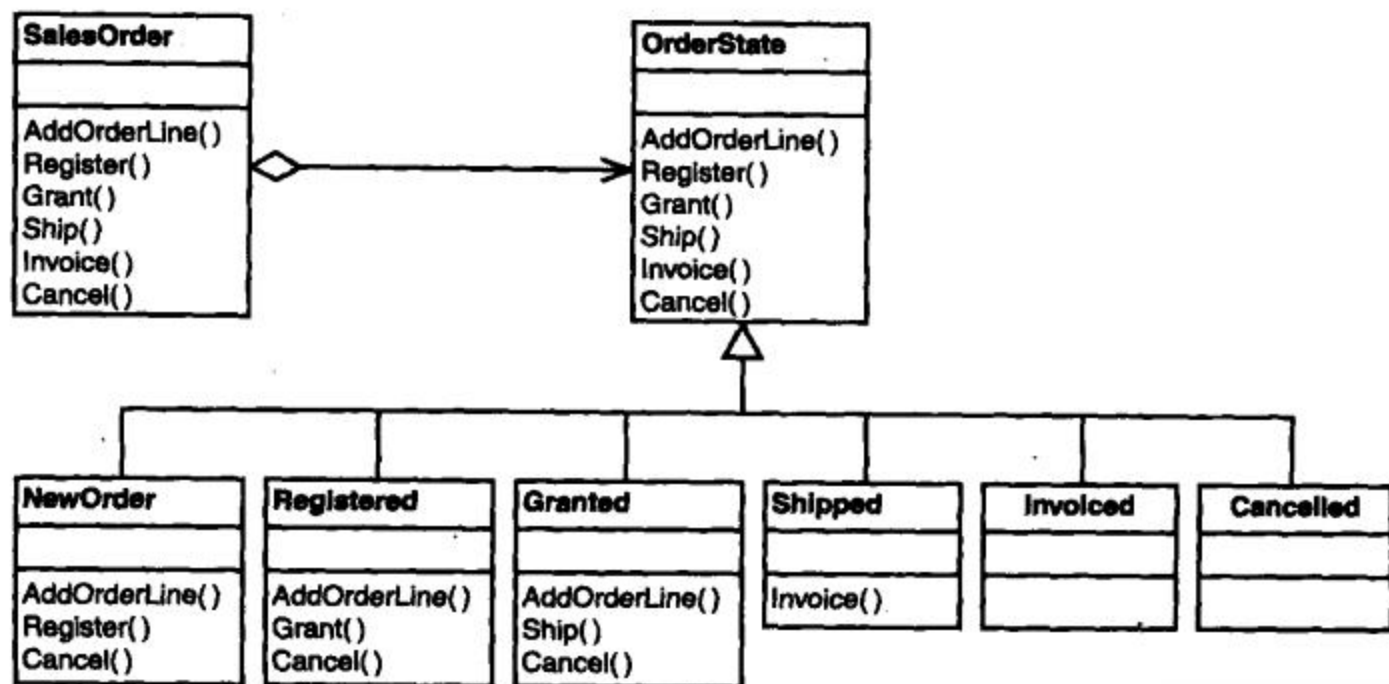 SalesOrder
AddOrderLine()
Register()
Grant()
Ship()
Invoice()
Cancel()
OrderState
AddOrderLine()
Register()
Grant()
Ship()
Invoice()
Cancel()
NewOrder
AddOrderLine()
Register()
Cancel()
Registered
AddOrderLine()
Grant()
Cancel()
Granted
AddOrderLine()
Ship()
Cancel()
Shipped
Invoice()
Invoiced
Cancelled